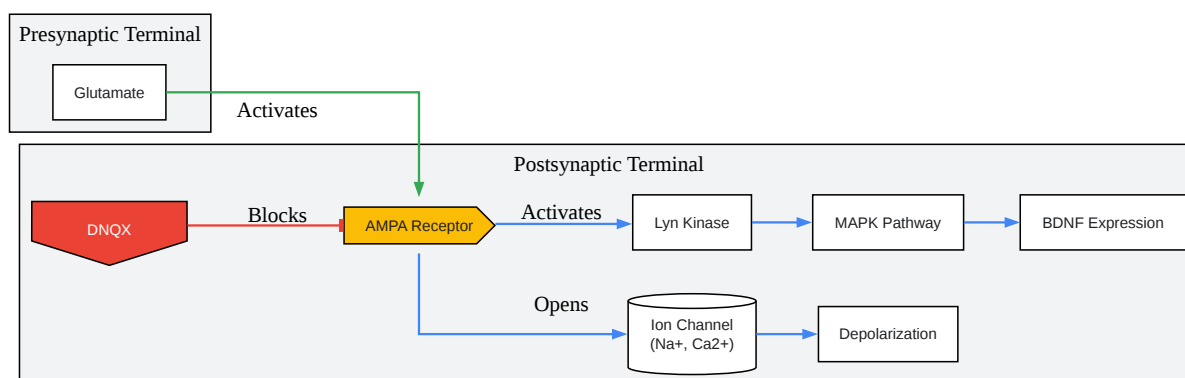 Presynaptic Terminal
Glutamate
Activates
Postsynaptic Terminal
DNQX
Blocks
AMPA Receptor
Activates
Lyn Kinase
MAPK Pathway
BDNF Expression
Opens
Ion Channel
(Na+, Ca2+)
Depolarization